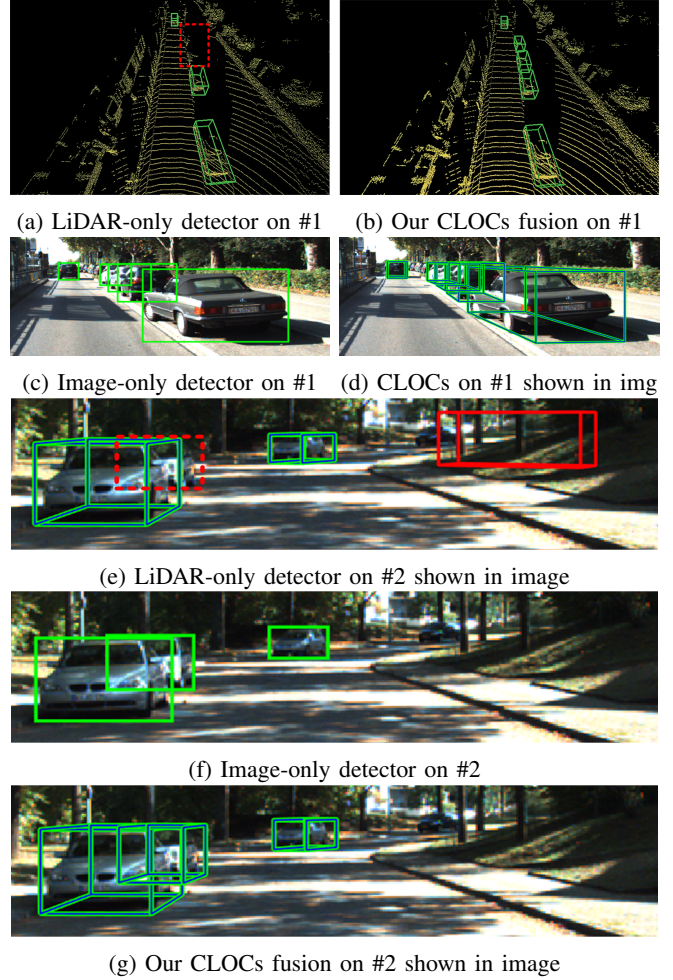 (a) LiDAR-only detector on #1
(b) Our CLOCs fusion on #1
(c) Image-only detector on #1
(d) CLOCs on #1 shown in img
(e) LiDAR-only detector on #2 shown in image
(f) Image-only detector on #2
(g) Our CLOCs fusion on #2 shown in image